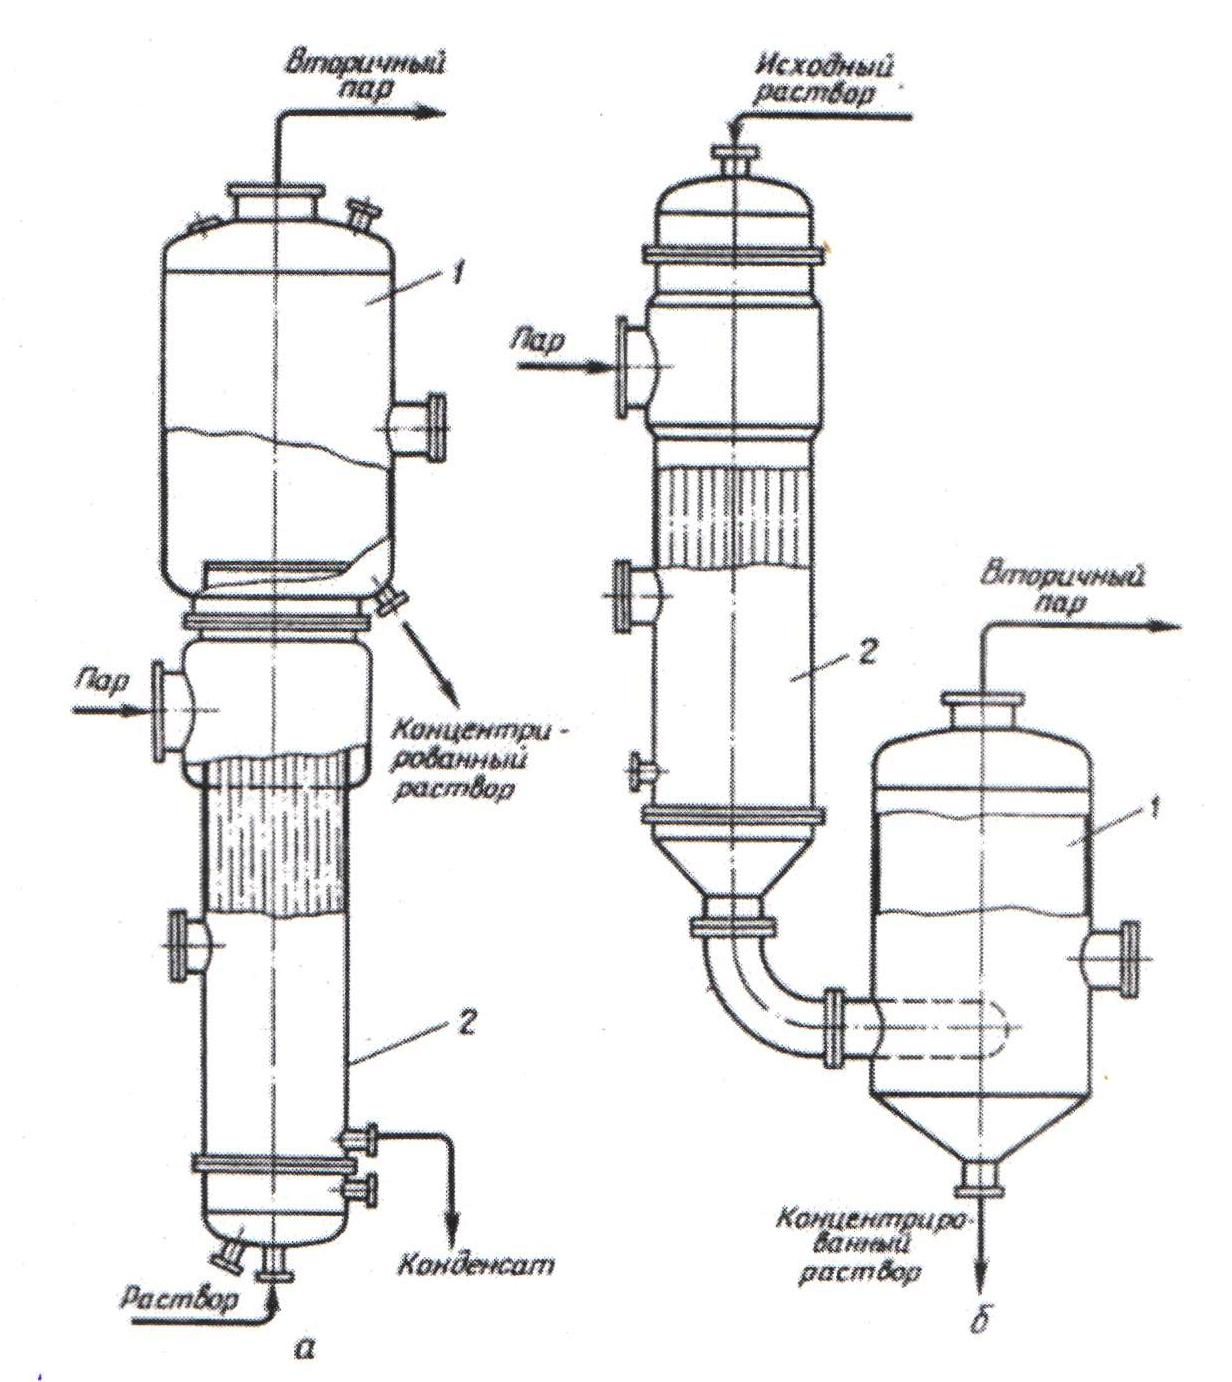 Вторичный
пар
1
Пар
Концентри-
рованный
раствор
2
Конденсат
Раствор
а
Исходный
раствор
Пар
2
Вторичный
пар
1
Концентриро-
ванный
раствор
б